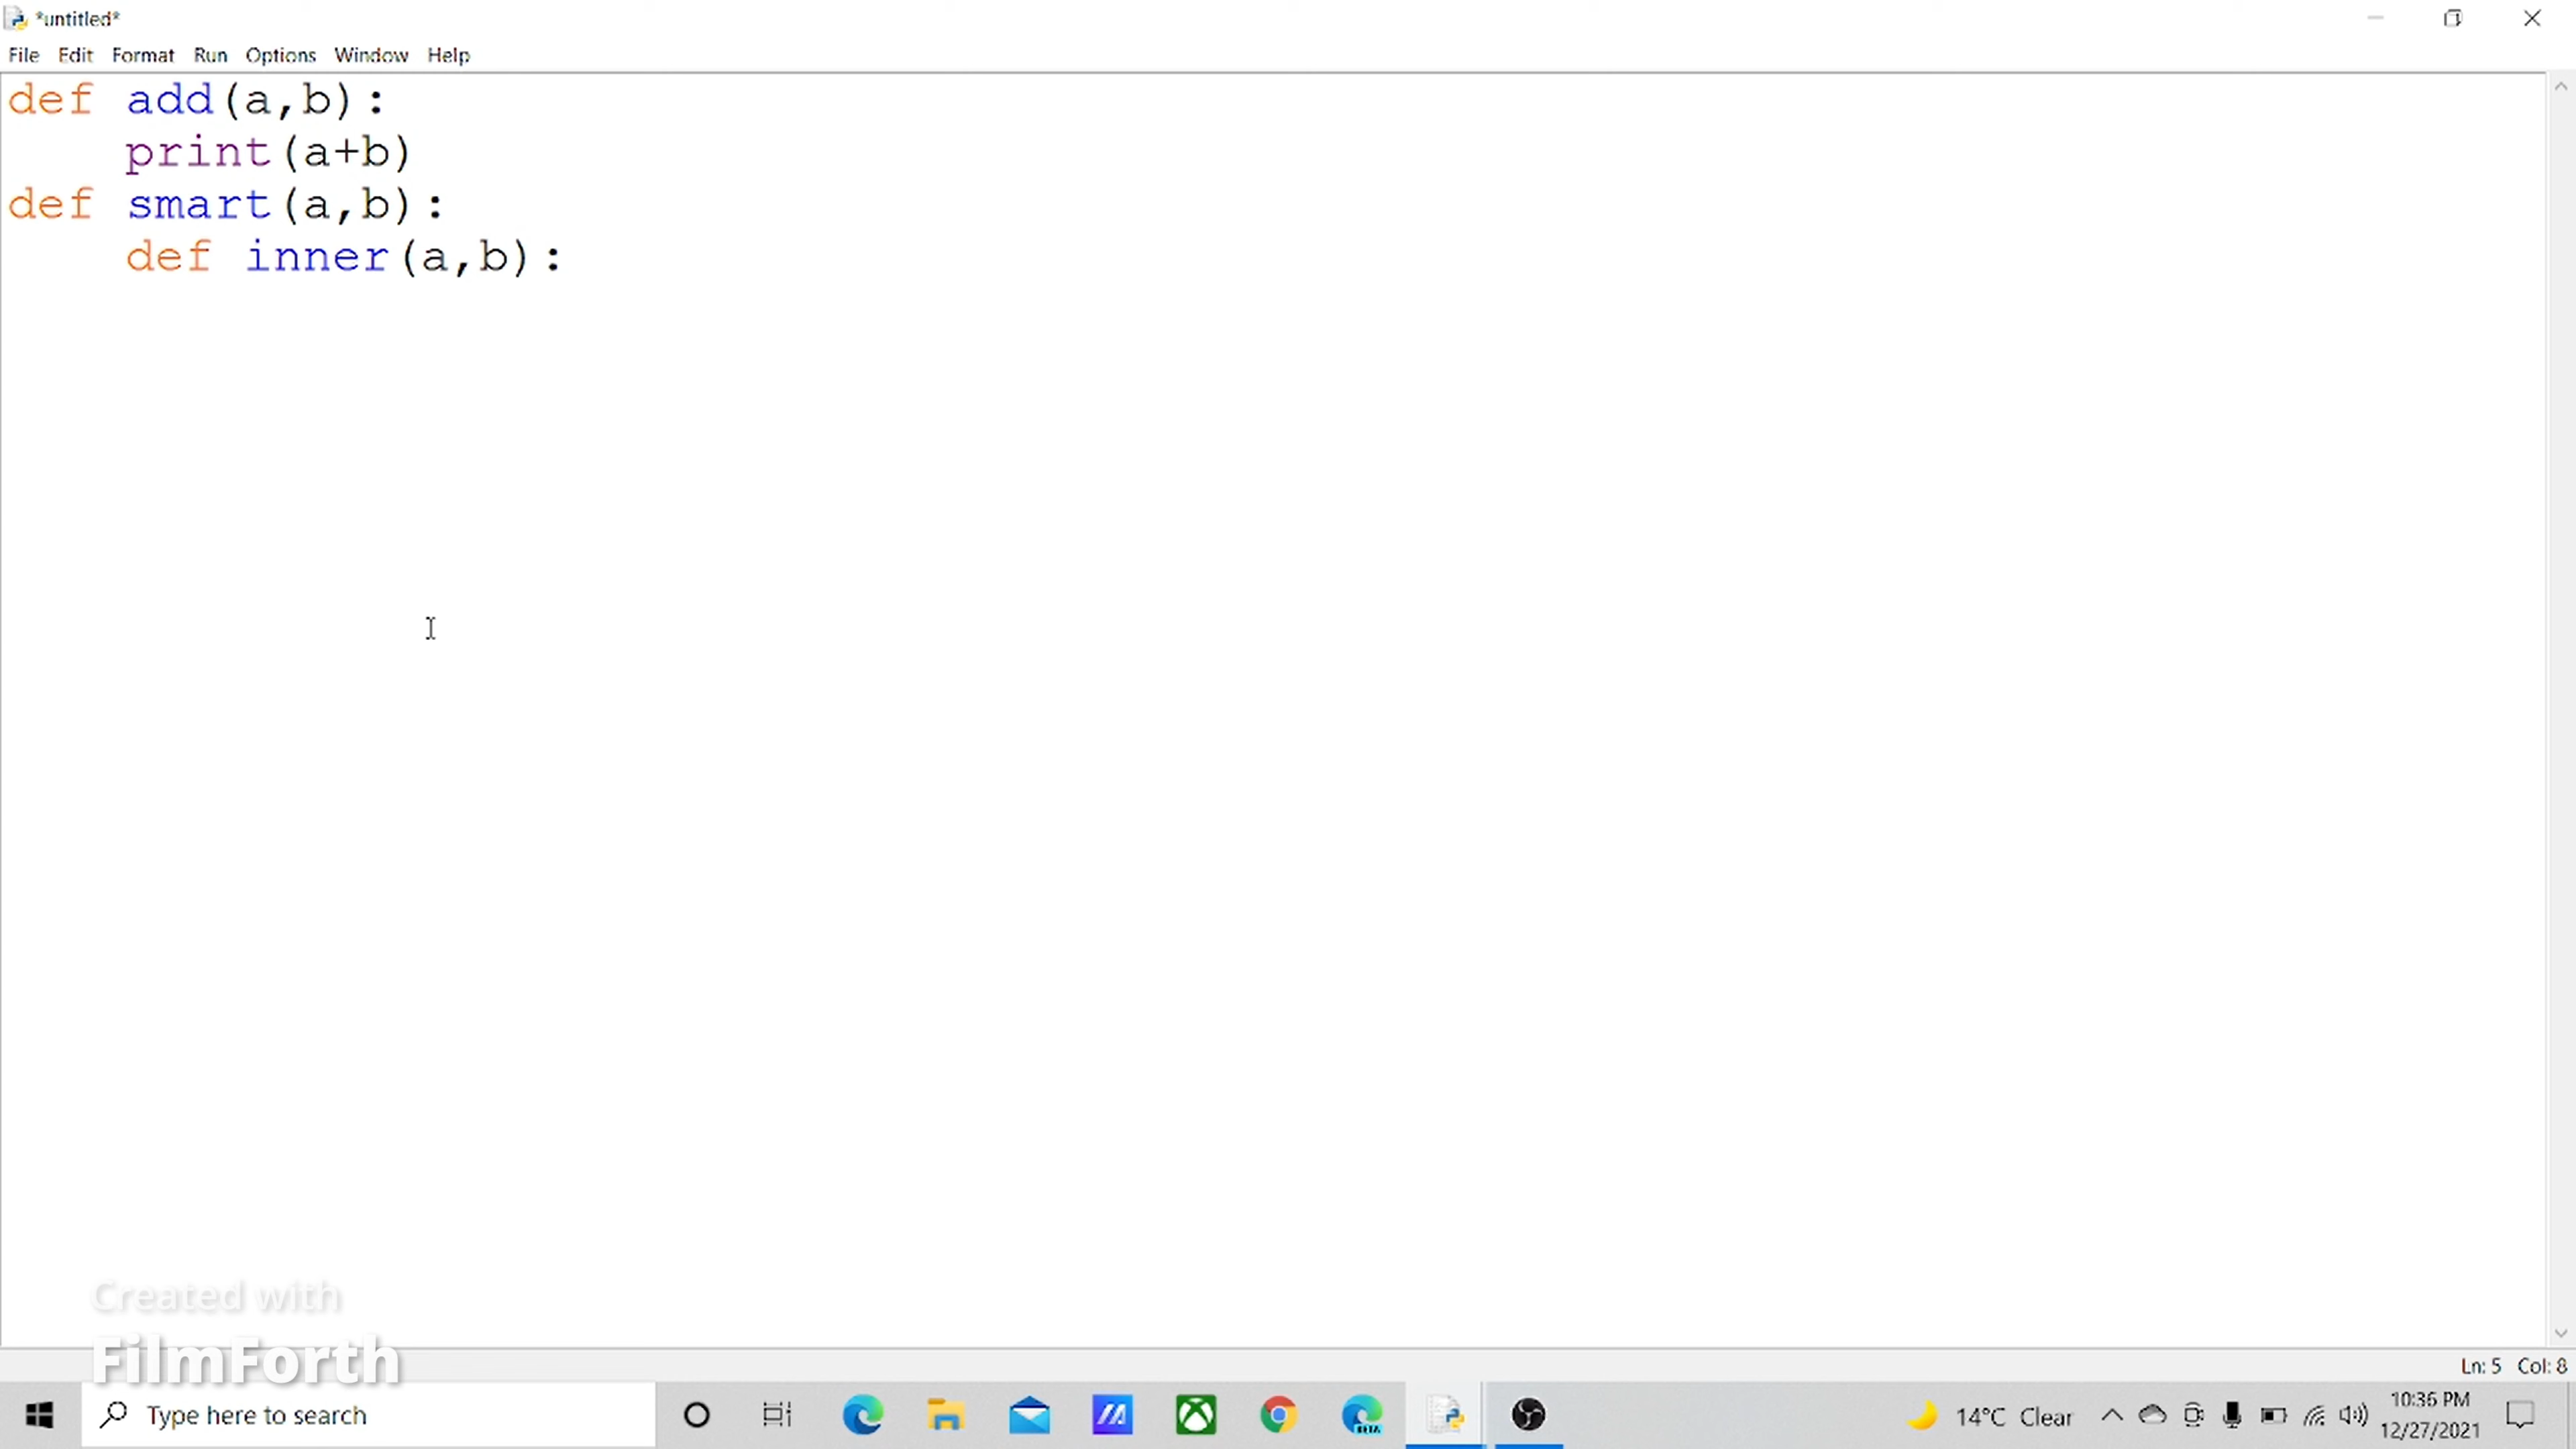 *untitled*
File Edit Format Run Options Window Help
def add(a,b):
    print(a+b)
def smart(a,b):
    def inner(a,b):
Created with
FilmForth
Ln: 5 Col: 8
Type here to search
BETA
14°C Clear
10:36 PM
12/27/2021